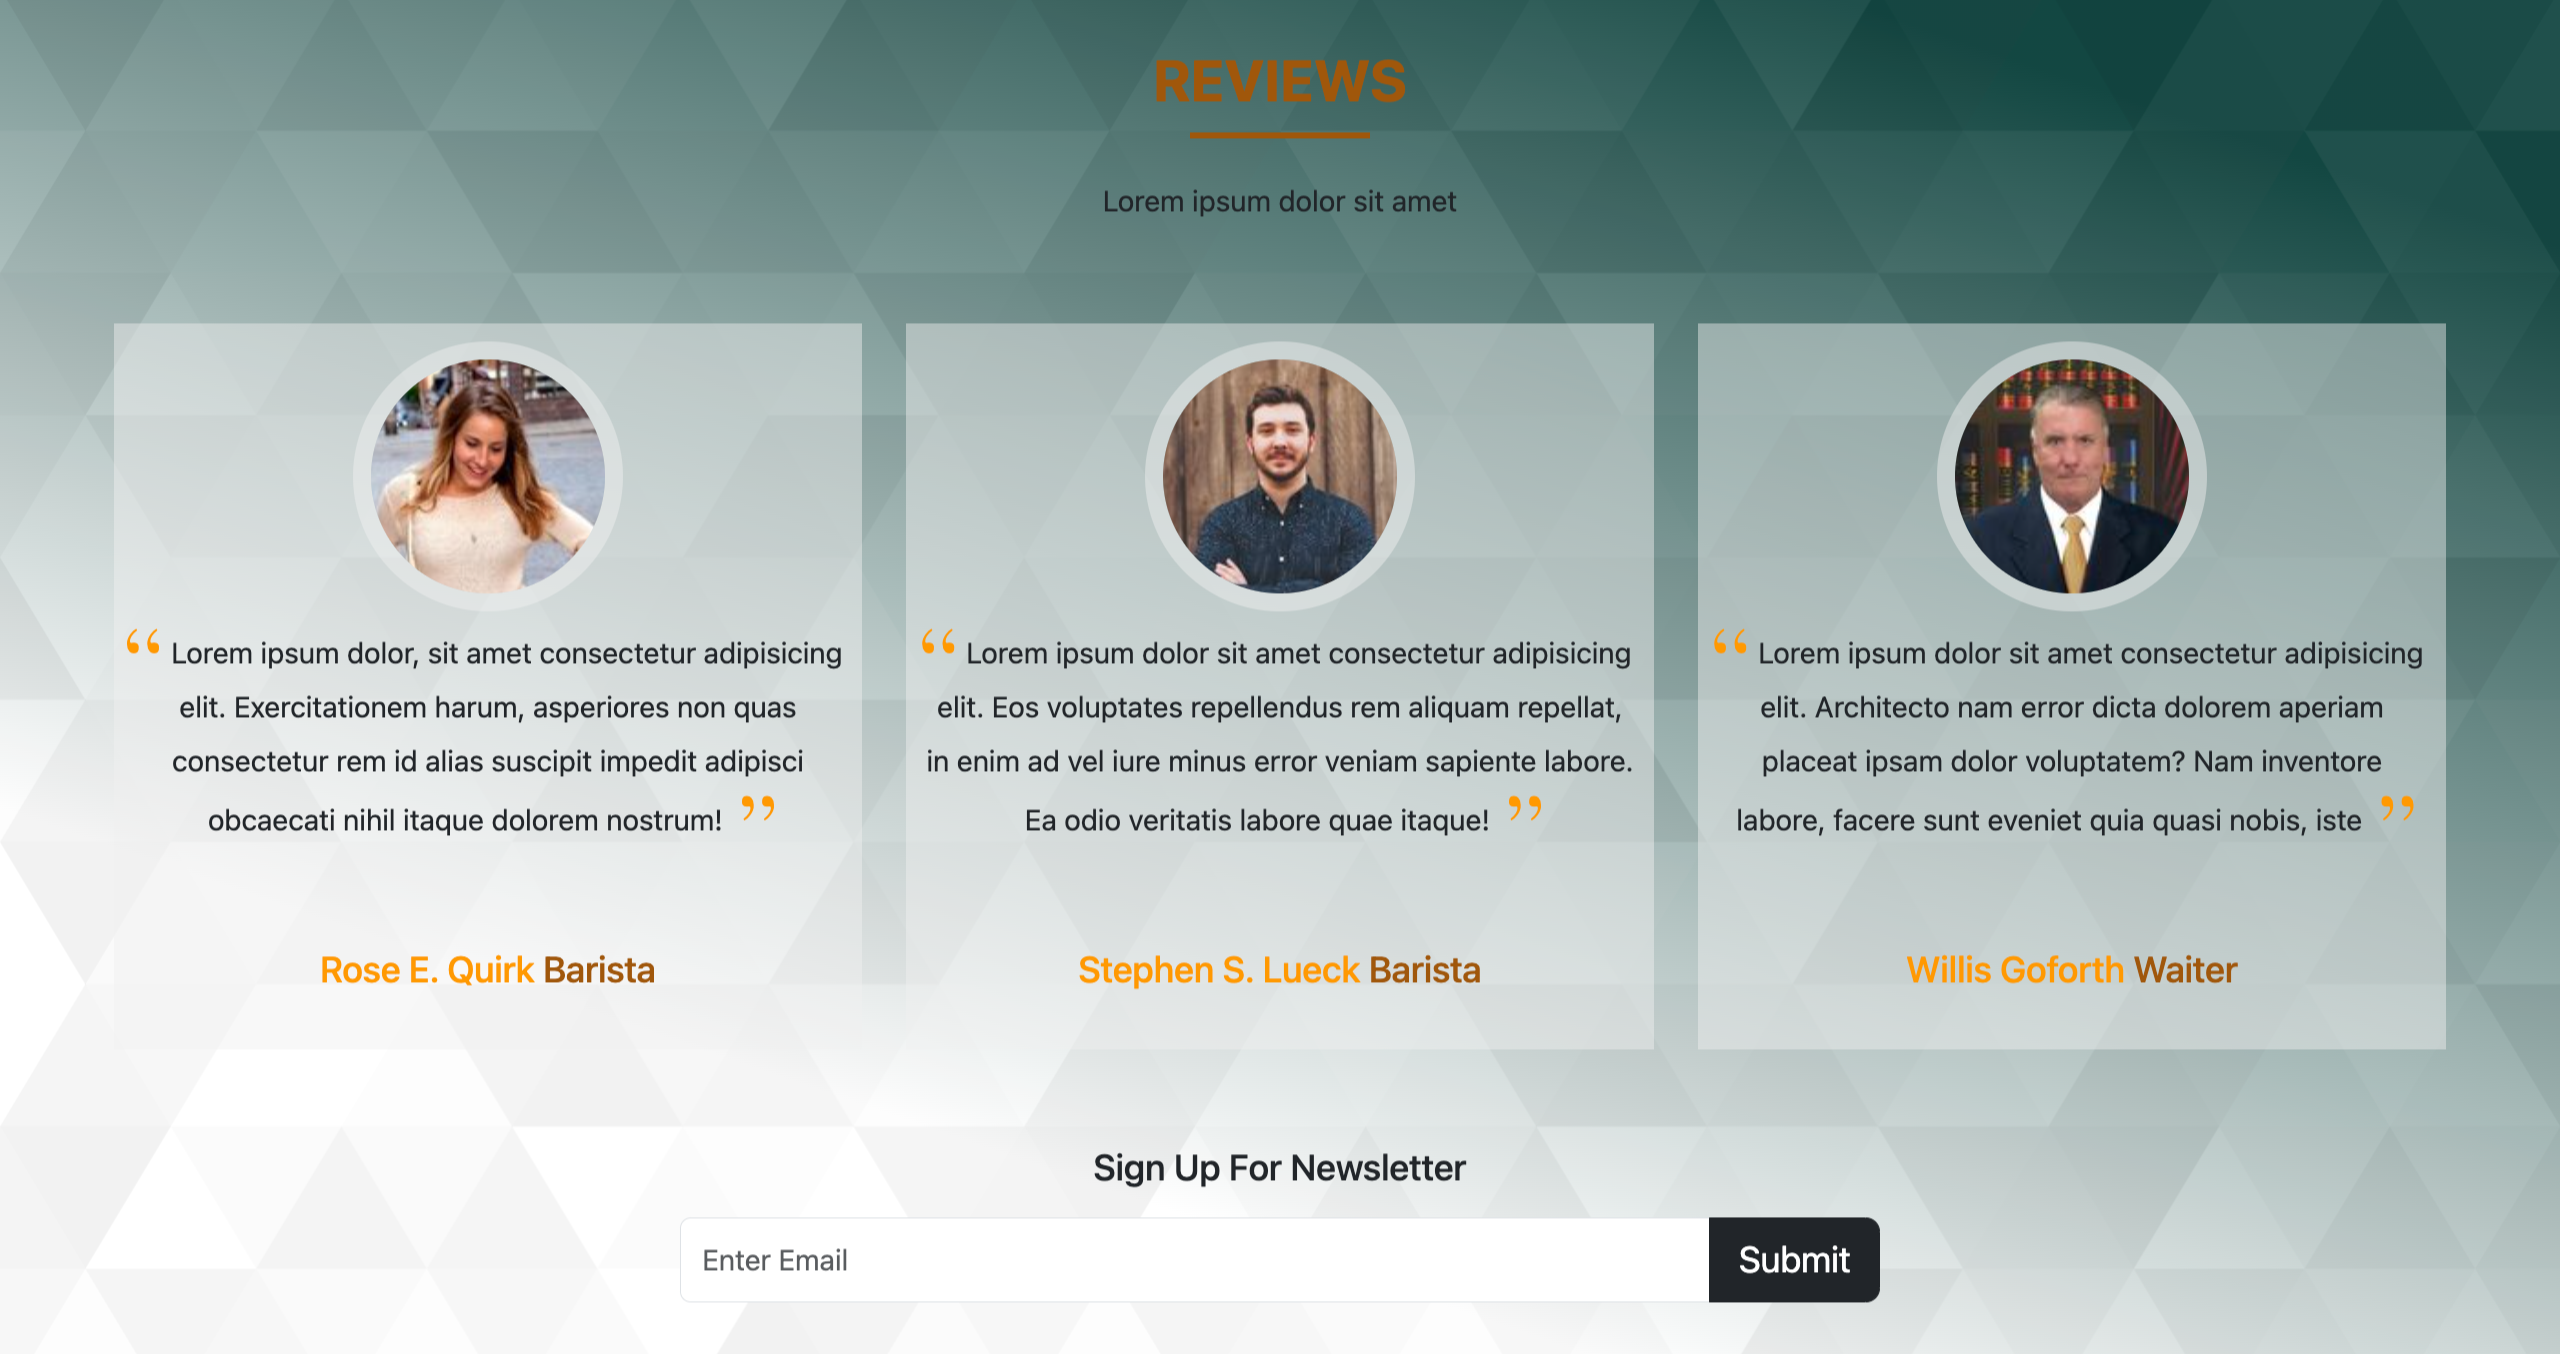 REVIEWS
Lorem ipsum dolor sit amet
“ Lorem ipsum dolor, sit amet consectetur adipisicing
elit. Exercitationem harum, asperiores non quas
consectetur rem id alias suscipit impedit adipisci
obcaecati nihil itaque dolorem nostrum! ”
Rose E. Quirk Barista
“ Lorem ipsum dolor sit amet consectetur adipisicing
elit. Eos voluptates repellendus rem aliquam repellat,
in enim ad vel iure minus error veniam sapiente labore.
Ea odio veritatis labore quae itaque! ”
Stephen S. Lueck Barista
“ Lorem ipsum dolor sit amet consectetur adipisicing
elit. Architecto nam error dicta dolorem aperiam
placeat ipsam dolor voluptatem? Nam inventore
labore, facere sunt eveniet quia quasi nobis, iste ”
Willis Goforth Waiter
Sign Up For Newsletter
Enter Email
Submit